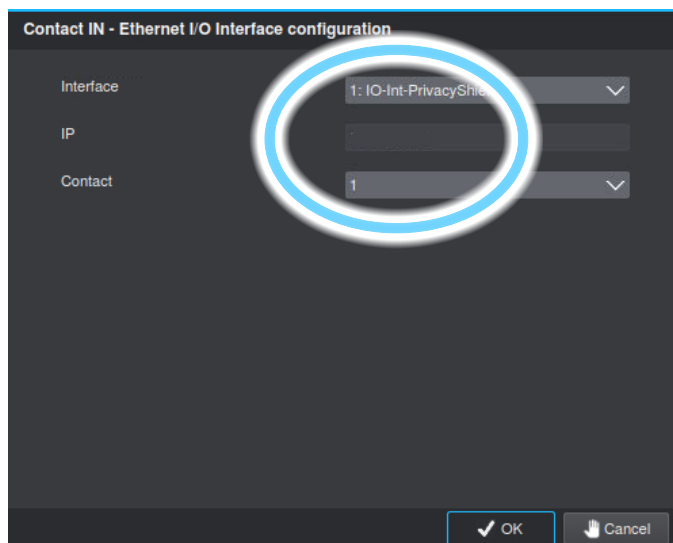 Contact IN - Ethernet I/O Interface configuration
Interface
1: IO-Int-PrivacyShie
IP
Contact
1
OK
Cancel